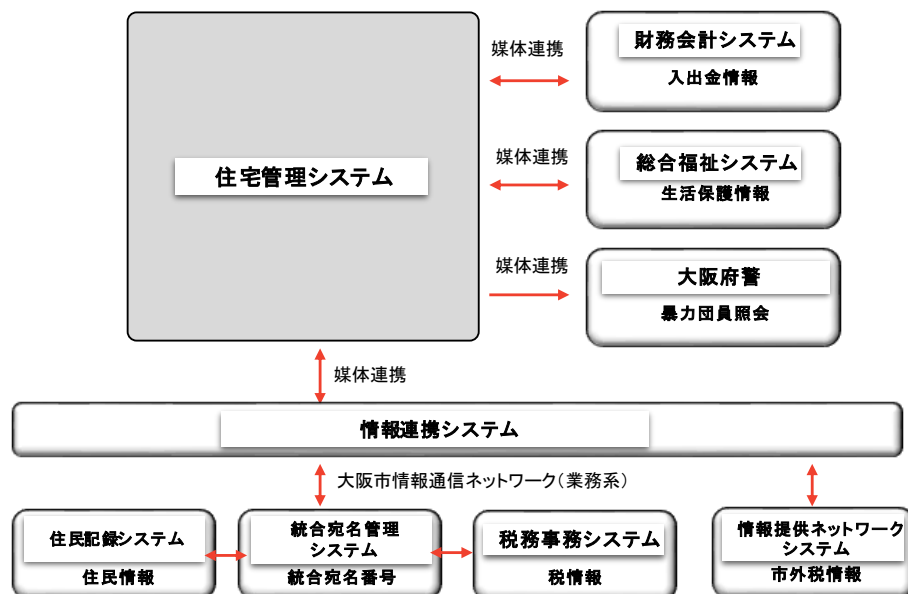 住宅管理システム
媒体連携
財務会計システム
入出金情報
媒体連携
総合福祉システム
生活保護情報
媒体連携
大阪府警
暴力団員照会
媒体連携
情報連携システム
大阪市情報通信ネットワーク（業務系）
住民記録システム
住民情報
統合宛名管理
システム
統合宛名番号
税務事務システム
税情報
情報提供ネットワーク
システム
市外税情報